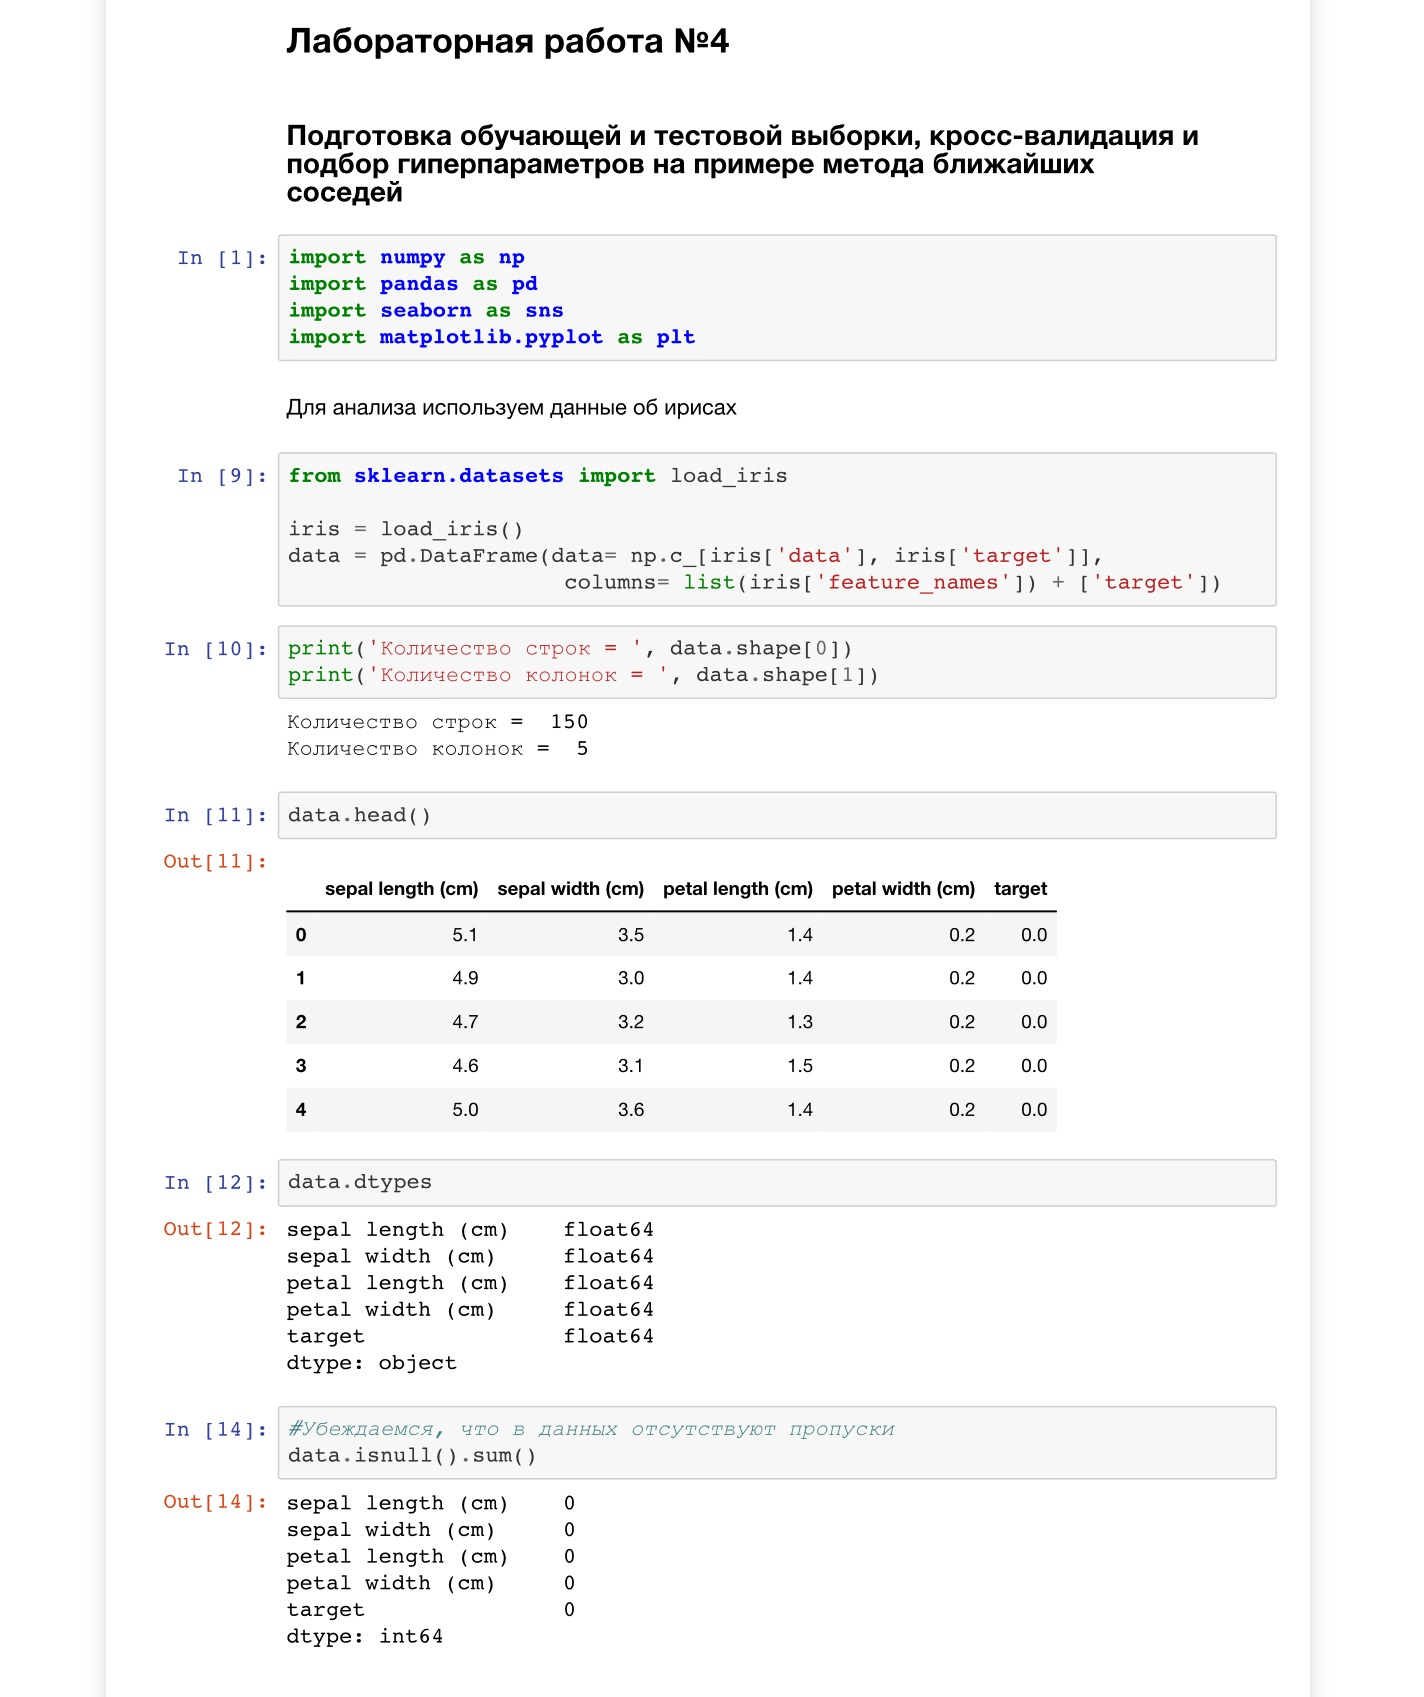 Лабораторная работа №4
Подготовка обучающей и тестовой выборки, кросс-валидация и
подбор гиперпараметров на примере метода ближайших
соседей
In [1]: import numpy as np
import pandas as pd
import seaborn as sns
import matplotlib.pyplot as plt
Для анализа используем данные об ирисах
In [9]: from sklearn.datasets import load_iris
iris = load_iris()
data = pd.DataFrame(data= np.c_[iris['data'], iris['target']],
columns= list(iris['feature_names']) + ['target'])
In [10]: print('Количество строк = ', data.shape[0])
print('Количество колонок = ', data.shape[1])
Количество строк =  150
Количество колонок =  5
In [11]: data.head()
Out[11]:
sepal length (cm) sepal width (cm) petal length (cm) petal width (cm) target
0 5.1 3.5 1.4 0.2 0.0
1 4.9 3.0 1.4 0.2 0.0
2 4.7 3.2 1.3 0.2 0.0
3 4.6 3.1 1.5 0.2 0.0
4 5.0 3.6 1.4 0.2 0.0
In [12]: data.dtypes
Out[12]: sepal length (cm)    float64
sepal width (cm)     float64
petal length (cm)    float64
petal width (cm)     float64
target               float64
dtype: object
In [14]: #Убеждаемся, что в данных отсутствуют пропуски
data.isnull().sum()
Out[14]: sepal length (cm)    0
sepal width (cm)     0
petal length (cm)    0
petal width (cm)     0
target               0
dtype: int64